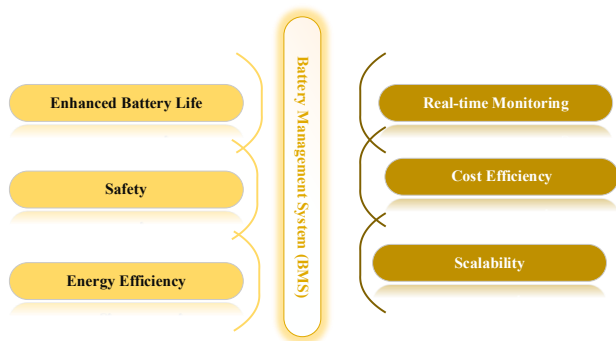 Enhanced Battery Life
Safety
Energy Efficiency
Battery Management System (BMS)
Real-time Monitoring
Cost Efficiency
Scalability